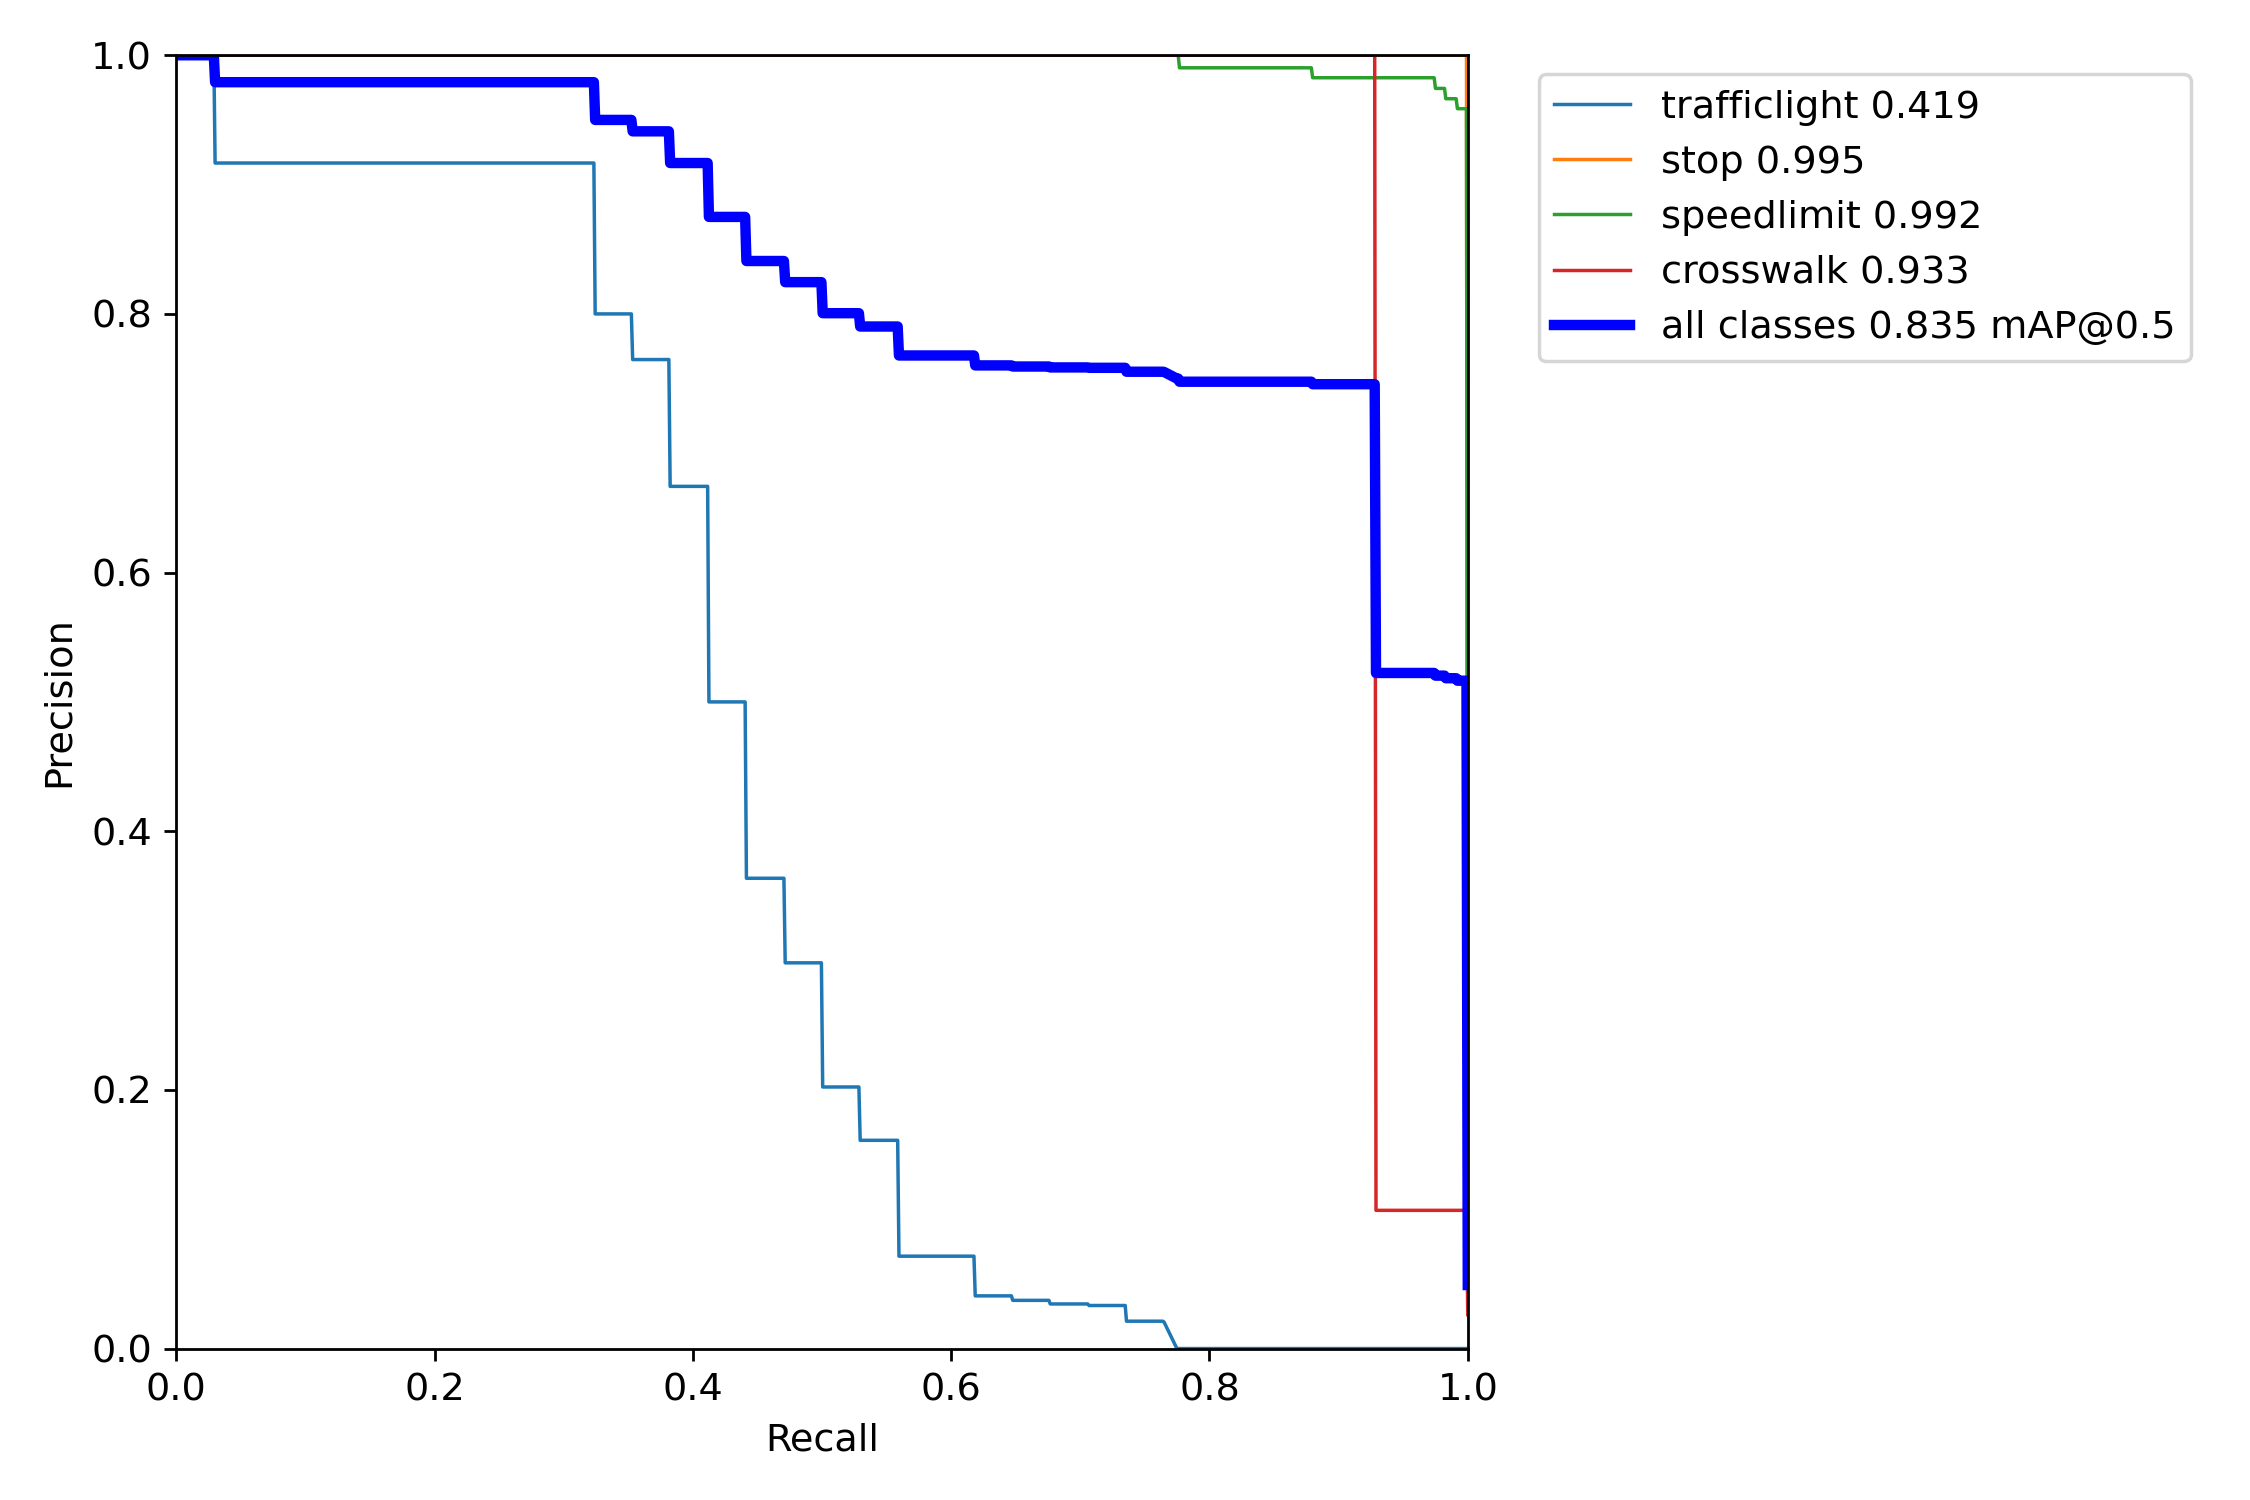 1.0
0.8
0.6
0.4
0.2
0.0
Precision
0.0 0.2 0.4 0.6 0.8 1.0
Recall
trafficlight 0.419
stop 0.995
speedlimit 0.992
crosswalk 0.933
all classes 0.835 mAP@0.5